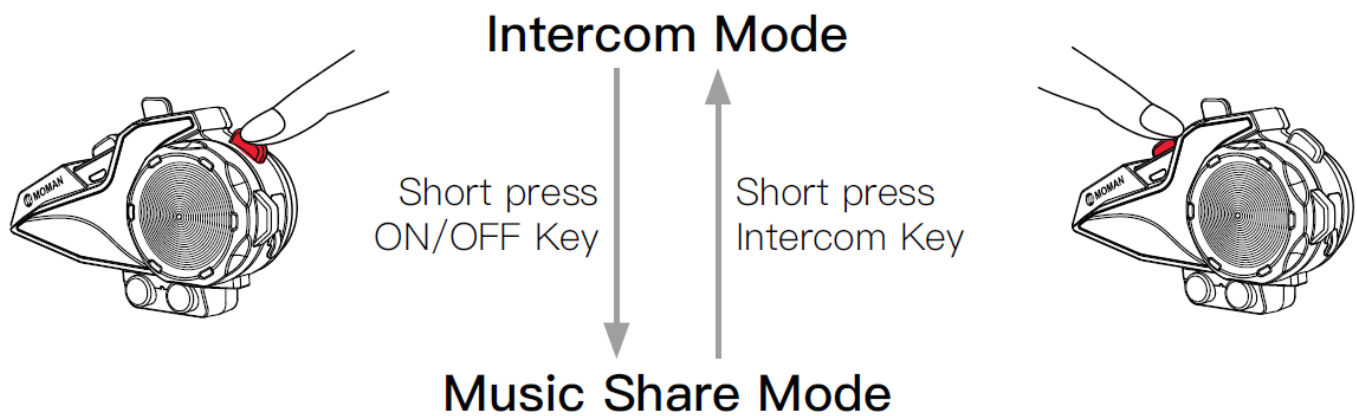 Intercom Mode
Short press
ON/OFF Key
Short press
Intercom Key
MOMAN
MOMAN
Music Share Mode